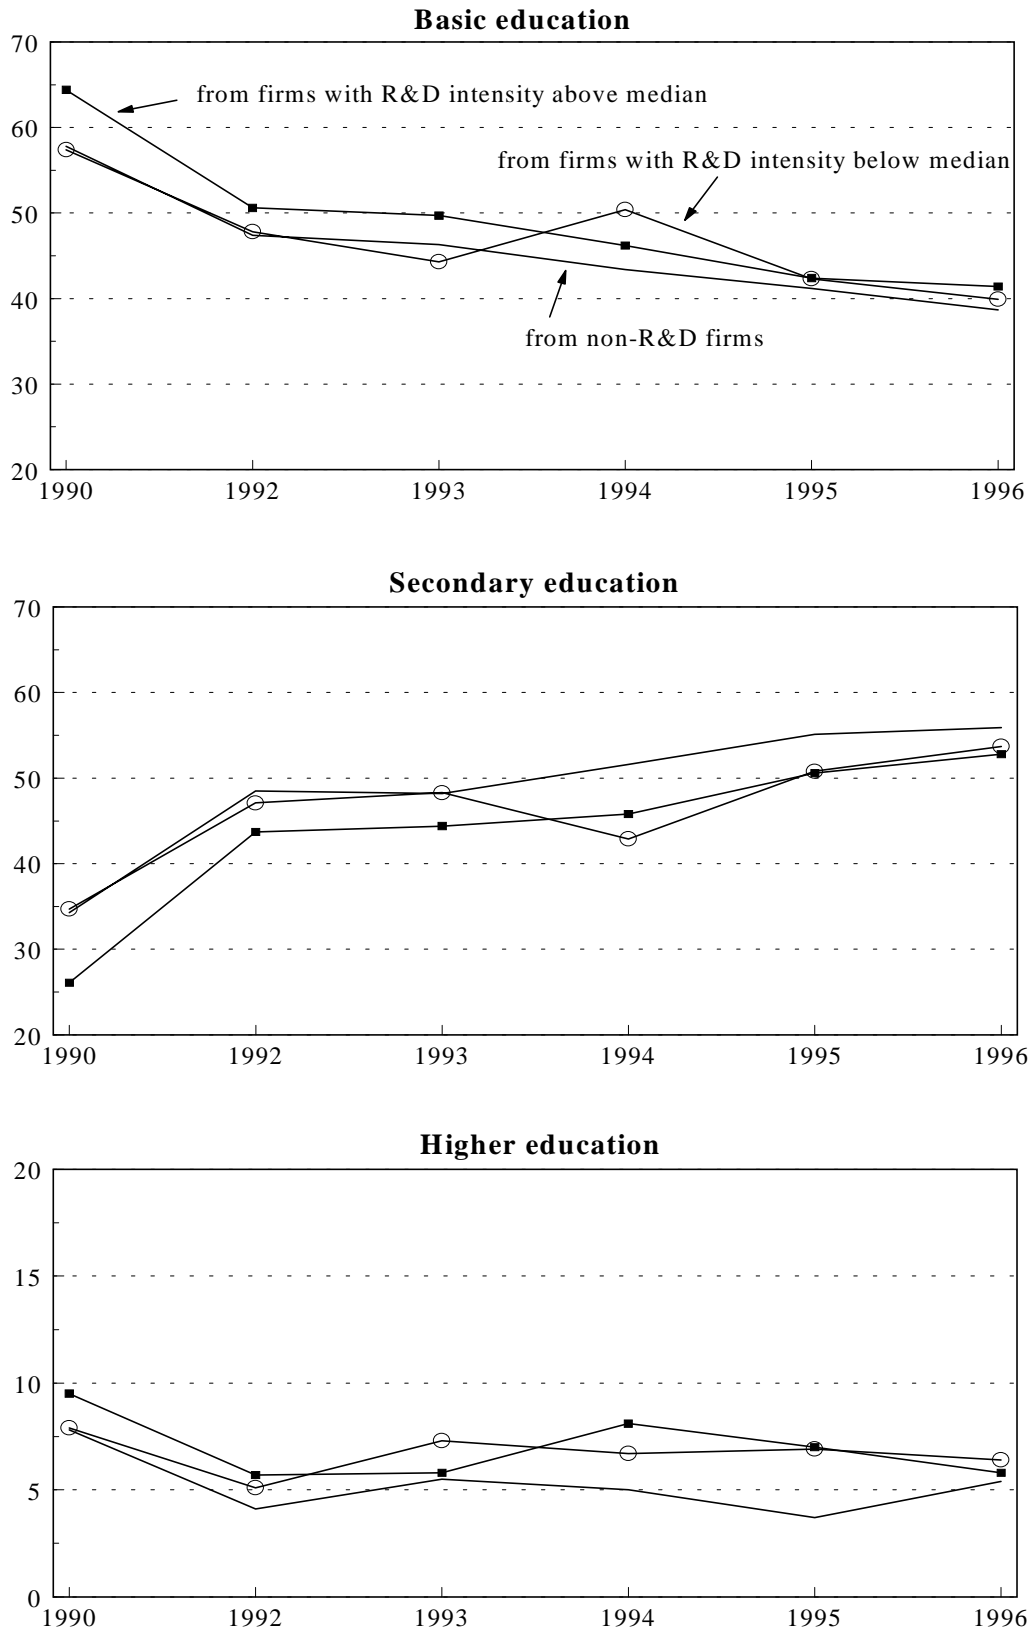 Basic education
70
from firms with R&D intensity above median
60
from firms with R&D intensity below median
50
40
from non-R&D firms
30
20
1990 1992 1993 1994 1995 1996
Secondary education
70
60
50
40
30
20
1990 1992 1993 1994 1995 1996
Higher education
20
15
10
5
0
1990 1992 1993 1994 1995 1996